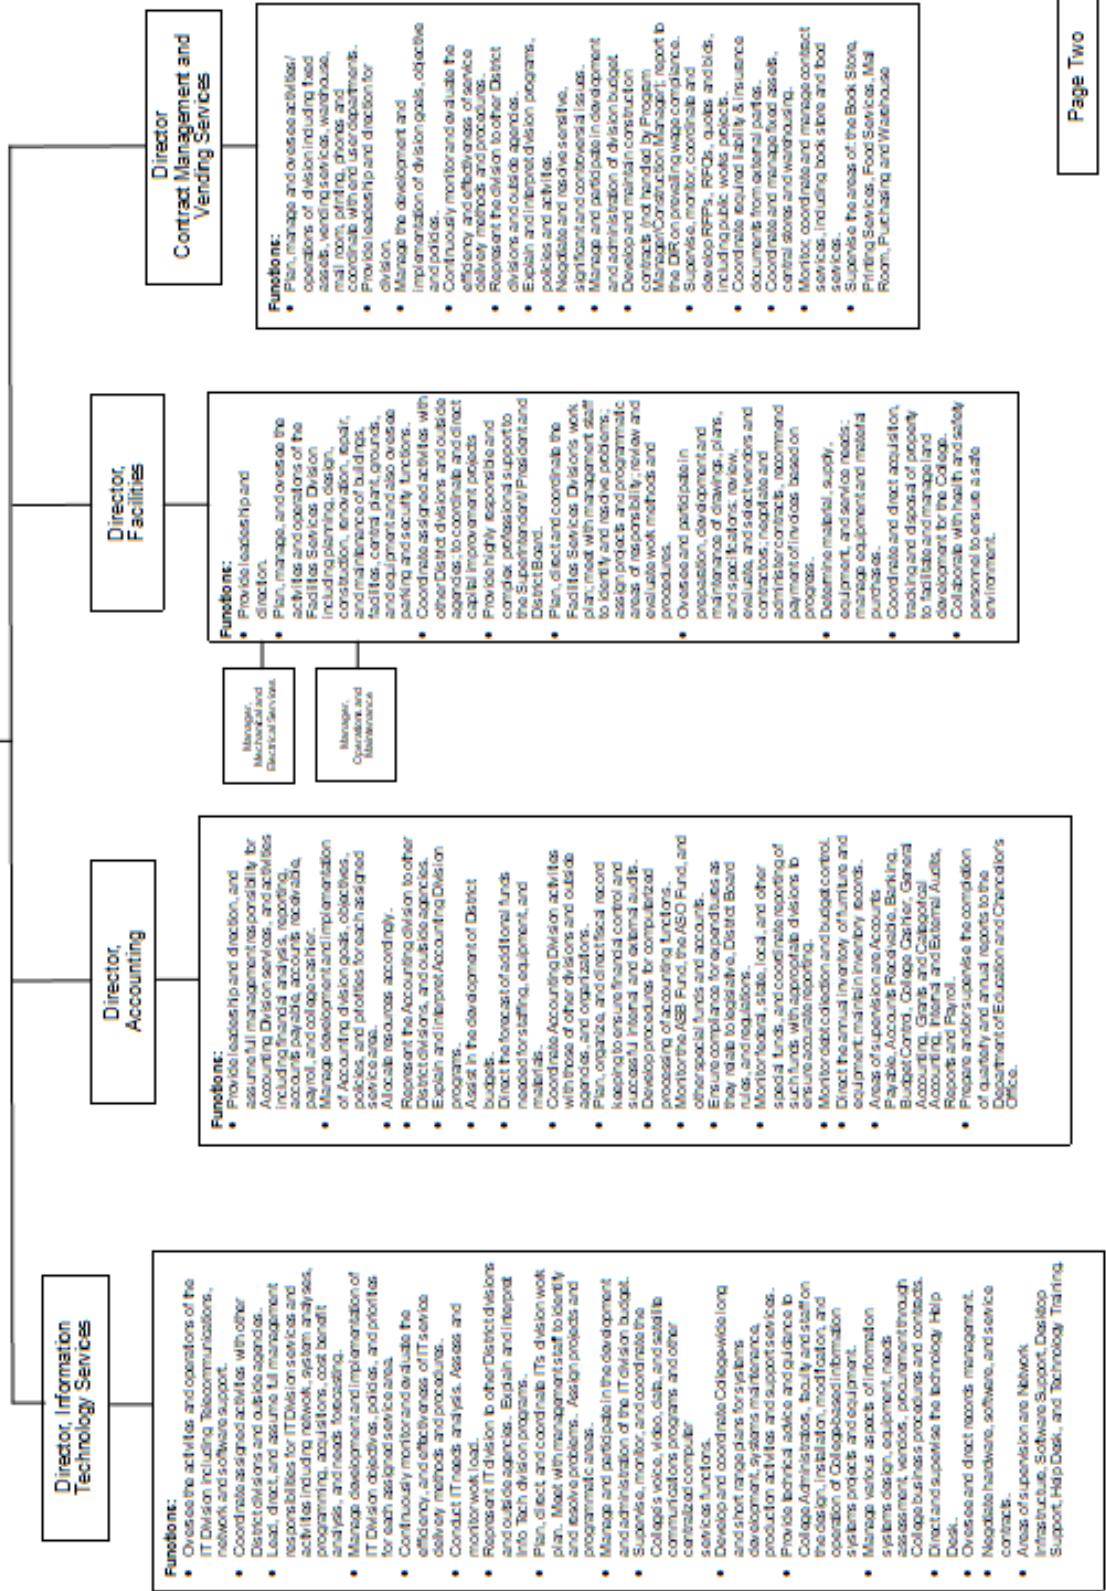 Director, Information
Technology Services
Functions:
• Oversee the activities and operations of the
IT Division including Telecommunications,
network and software support.
• Coordinate assigned activities with other
District divisions and outside agencies.
• Lead, direct, and assume full management
responsibilities for IT Division services and
activities including network, system analyses,
programming, acquisitions, cost benefit
analysis, and needs forecasting.
• Manage development and implementation of
IT Division objectives, policies, and priorities
for each assigned service area.
• Continuously monitor and evaluate the
efficiency, and effectiveness of IT service
delivery methods and procedures.
• Conduct IT needs analysis. Assess and
monitor work load.
• Represent IT division to other District divisions
and outside agencies. Explain and interpret
Info Tech division programs.
• Plan, direct, and coordinate IT's division work
plan. Meet with management staff to identify
and resolve problems. Assign projects and
programmatic areas.
• Manage and participate in the development
and administration of the IT division budget.
• Supervise, monitor, and coordinate the
College's voice, video, data, and satellite
communications programs and other
centralized computer
services functions.
• Develop and coordinate College-wide long
and short range plans for systems
development, systems maintenance,
production activities and support services.
• Provide technical advice and guidance to
College Administrators, faculty and staff on
the design, installation, modification, and
operation of College-based information
systems projects and equipment.
• Manage various aspects of information
systems design, equipment, needs
assessment, vendors, procurement through
College business procedures and contacts.
• Direct and supervise the technology Help
Desk.
• Oversee and direct records management.
• Negotiate hardware, software, and service
contracts.
• Areas of supervision are Network
Infrastructure, Software Support, Desktop
Support, Help Desk, and Technology Training.
Director,
Accounting
Functions:
• Provide leadership and direction, and
assume full management responsibility for
Accounting Division services, and activities
including financial analysis, reporting,
accounts payable, accounts receivable,
payroll, and college cashier.
• Manage development and implementation
of Accounting division goals, objectives,
policies, and priorities for each assigned
service area.
• Allocate resources accordingly.
• Represent the Accounting division to other
District divisions, and outside agencies.
• Explain and interpret Accounting Division
programs.
• Assist in the development of District
budgets.
• Direct the forecast of additional funds
needed for staffing, equipment, and
materials.
• Coordinate Accounting Division activities
with those of other divisions and outside
agencies, and organizations.
• Plan, organize, and direct fiscal record
keeping to ensure financial control and
successful internal and external audits.
• Develop procedures for computerized
processing of accounting functions.
• Monitor the ASB Fund, the ASO Fund, and
other special funds and accounts.
• Ensure compliance for expenditures as
they relate to legislative, District Board
rules, and regulations.
• Monitor federal, state, local, and other
special funds, and coordinate reporting of
such funds with appropriate divisions to
ensure accurate reporting.
• Monitor debt collection and budget control.
• Direct the annual inventory of furniture and
equipment; maintain inventory records.
• Areas of supervision are Accounts
Payable, Accounts Receivable, Banking,
Budget Control, College Cashier, General
Accounting, Grants and Categorical
Accounting, Internal and External Audits,
Reports and Payroll.
• Prepare and/or supervise the completion
of quarterly and annual reports to the
Department of Education and Chancellor's
Office.
Director,
Facilities
Manager,
Mechanical and
Electrical Services
Manager,
Operations and
Maintenance
Functions:
• Provide leadership and
direction.
• Plan, manage, and oversee the
activities and operations of the
Facilities Services Division
including planning, design,
construction, renovation, repair,
and maintenance of buildings,
facilities, central plant, grounds,
and equipment and also oversee
parking and security functions.
• Coordinate assigned activities with
other District divisions and outside
agencies, to coordinate and direct
capital improvement projects
• Provide highly responsible and
complex professional support to
the Superintendent/President and
District Board.
• Plan, direct and coordinate the
Facilities Services Division's work
plan, meet with management staff
to identify and resolve problems;
assign projects and programmatic
areas of responsibility; review and
evaluate work methods and
procedures.
• Oversee and participate in
preparation, development and
maintenance of drawings, plans,
and specifications; review,
evaluate, and select vendors and
contractors; negotiate and
administer contracts, recommend
payment of invoices based on
progress.
• Determine material, supply,
equipment, and service needs;
manage equipment and material
purchases.
• Coordinate and direct acquisition,
tracking and disposal of property
to facilitate and manage land
development for the College.
• Collaborate with health and safety
personnel to ensure a safe
environment.
Director
Contract Management and
Vending Services
Functions:
• Plan, manage and oversee activities/
operations of division including fixed
assets, vending services, warehouse,
mail room, printing, phones and
coordinate with end user departments.
• Provide leadership and direction for
division.
• Manage the development and
implementation of division goals, objective
and policies.
• Continuously monitor and evaluate the
efficiency and effectiveness of service
delivery methods and procedures.
• Represent the division to other District
divisions and outside agencies.
• Explain and interpret division programs,
policies and activities.
• Negotiate and resolve sensitive,
significant and controversial issues.
• Manage and participate in development
and administration of division budget
• Develop and maintain construction
contracts (not handled by Program
Manager/Construction Manager); report to
the DIR on prevailing wage compliance.
• Supervise, monitor, coordinate and
develop RFPs, RFQs, quotes and bids,
including public works projects.
• Coordinate required liability & insurance
documents from external parties.
• Coordinate and manage fixed assets,
central stores and warehousing.
• Monitor, coordinate and manage contract
services, including book store and food
services.
• Supervise the areas of: the Book Store,
Printing Services, Food Services, Mail
Room, Purchasing and Warehouse
Page Two